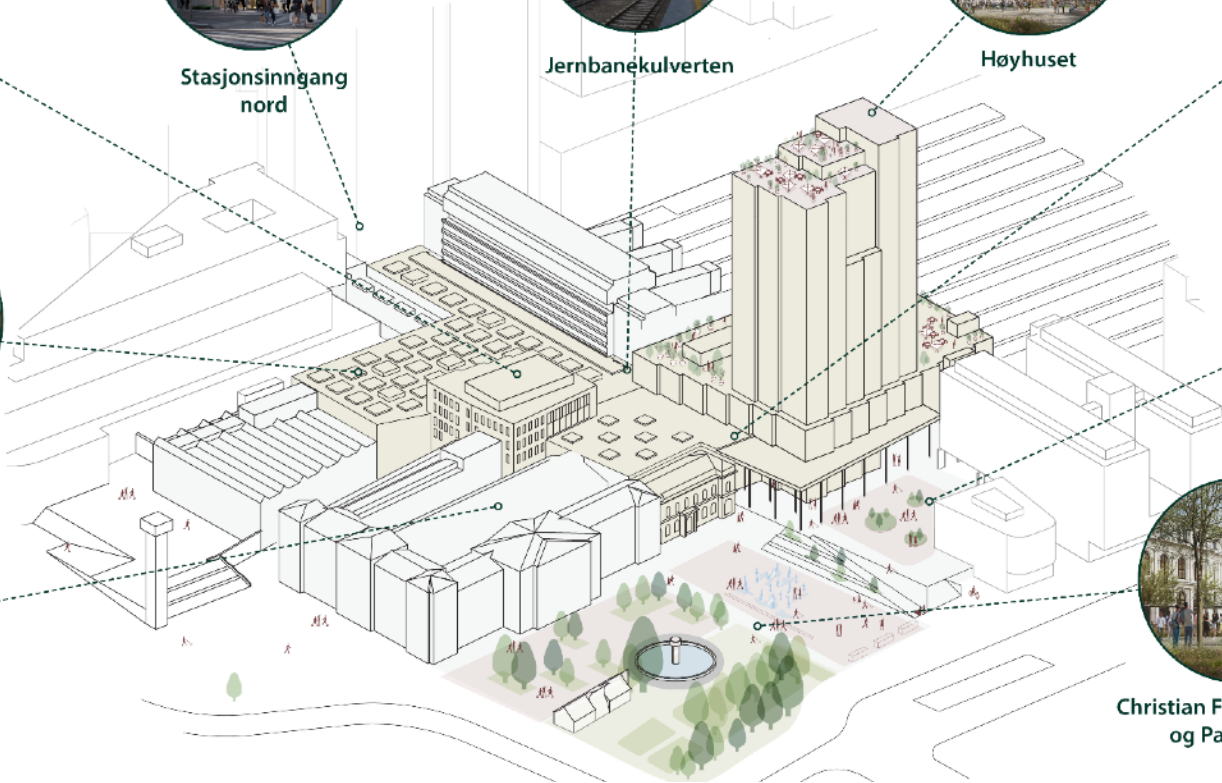 Stasjonsinngang
nord
Jernbanekulverten
Høyhuset
Christian F
og Pa